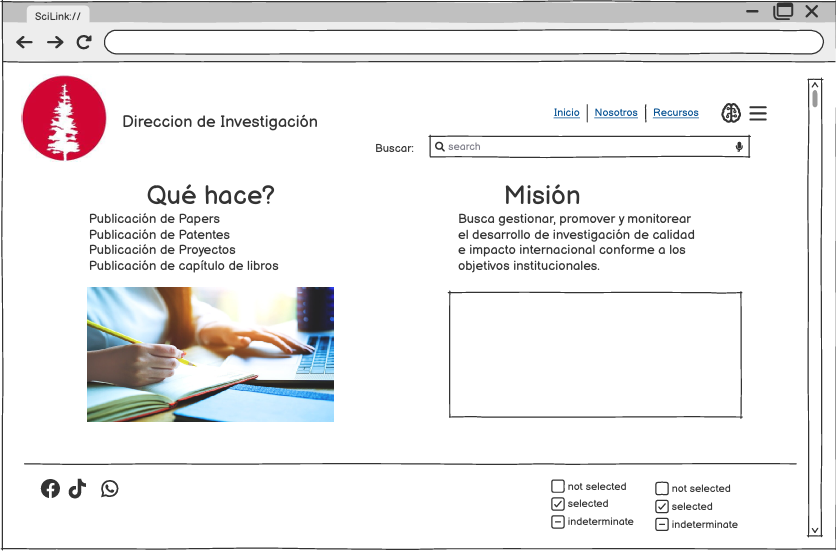 SciLink://
Inicio Nosotros Recursos
Direccion de Investigación
Buscar: search
Qué hace?
Publicación de Papers
Publicación de Patentes
Publicación de Proyectos
Publicación de capítulo de libros
Misión
Busca gestionar, promover y monitorear
el desarrollo de investigación de calidad
e impacto internacional conforme a los
objetivos institucionales.
not selected
selected
indeterminate
not selected
selected
indeterminate